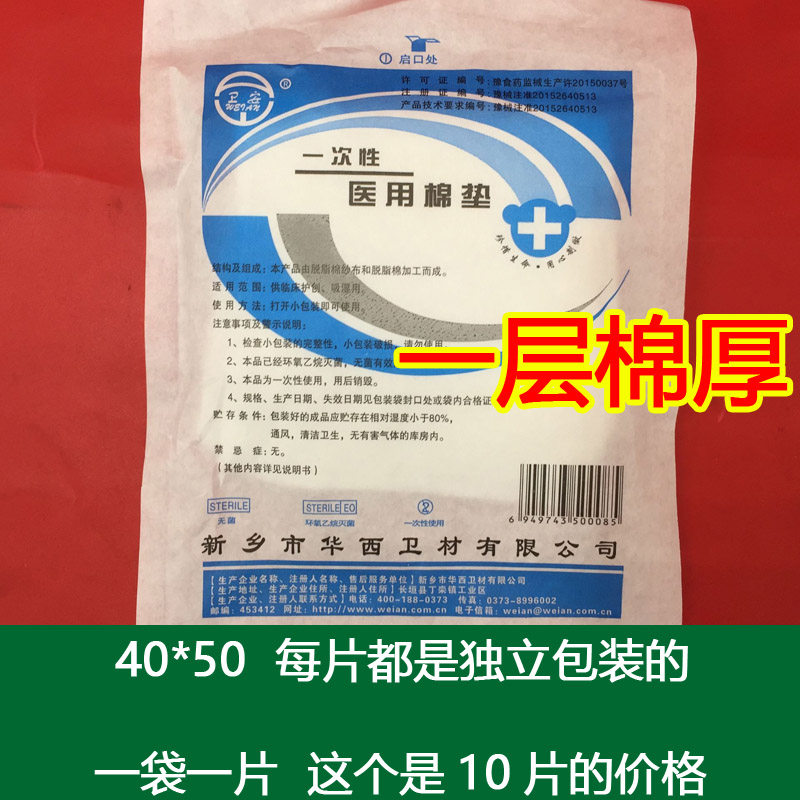 ①启口处
许可证编号:豫食药监械生产许20150037号
注册证编号:豫械注准20152640513
产品技术要求编号:豫械注准20152640513
卫安
WEIAN
®
一次性
医用棉垫
珍惜生命·用心制做
结构及组成:本产品由脱脂棉纱布和脱脂棉加工而成。
适用范围:供临床护创、吸湿用。
使用方法:打开小包装即可使用。
注意事项及警示说明:
1、检查小包装的完整性,小包装破损,请勿使用。
2、本品已经环氧乙烷灭菌,无菌有效
3、本品为一次性使用,用后销毁。
4、规格、生产日期、失效日期见包装袋封口处或袋内合格证
贮存条件:包装好的成品应贮存在相对湿度小于80%,
通风,清洁卫生,无有害气体的库房内。
禁忌症:无。
(其他内容详见说明书)
一层棉厚
STERILE
无菌
STERILE EO
环氧乙烷灭菌
②
一次性使用
6 949743 500085
新乡市华西卫材有限公司
【生产企业名称、注册人名称、售后服务单位】新乡市华西卫材有限公司
【生产地址、生产企业住所、注册人住所】长垣县丁栾镇工业区
【生产企业、注册人联系方式】电话:400-188-0373 传真:0373-8996002
邮编:453412 网址:http://www.weian.com.cn 电子信箱:weian@weian.com.cn
40*50 每片都是独立包装的
一袋一片 这个是10片的价格